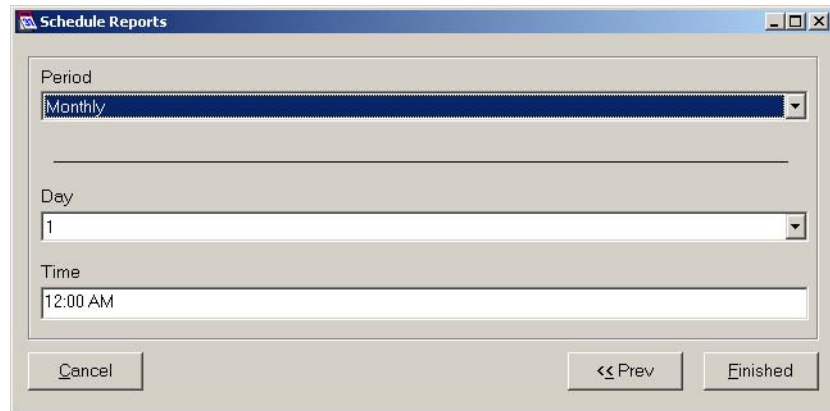 Schedule Reports
Period
Monthly
Day
1
Time
12:00 AM
Cancel
<< Prev
Finished